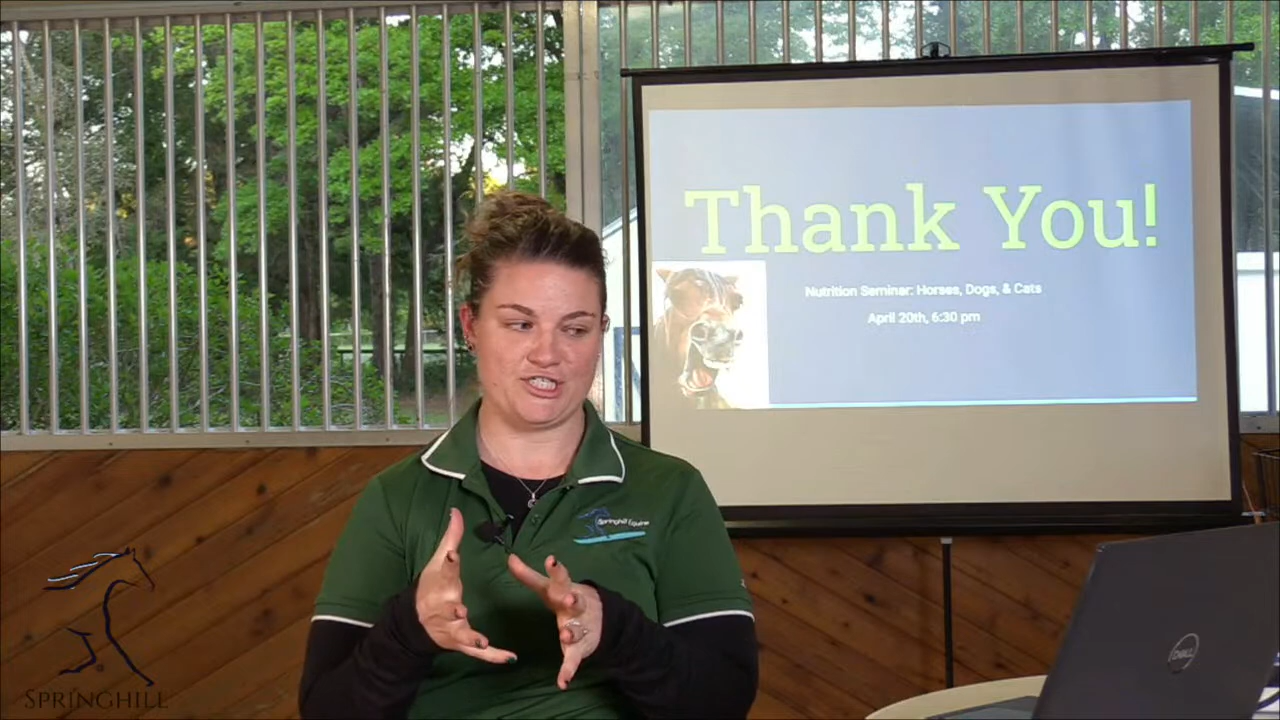 Thank You!
Nutrition Seminar: Horses, Dogs, & Cats
April 20th, 6:30 pm
Springhill Equine
DELL
SPRINGHILL